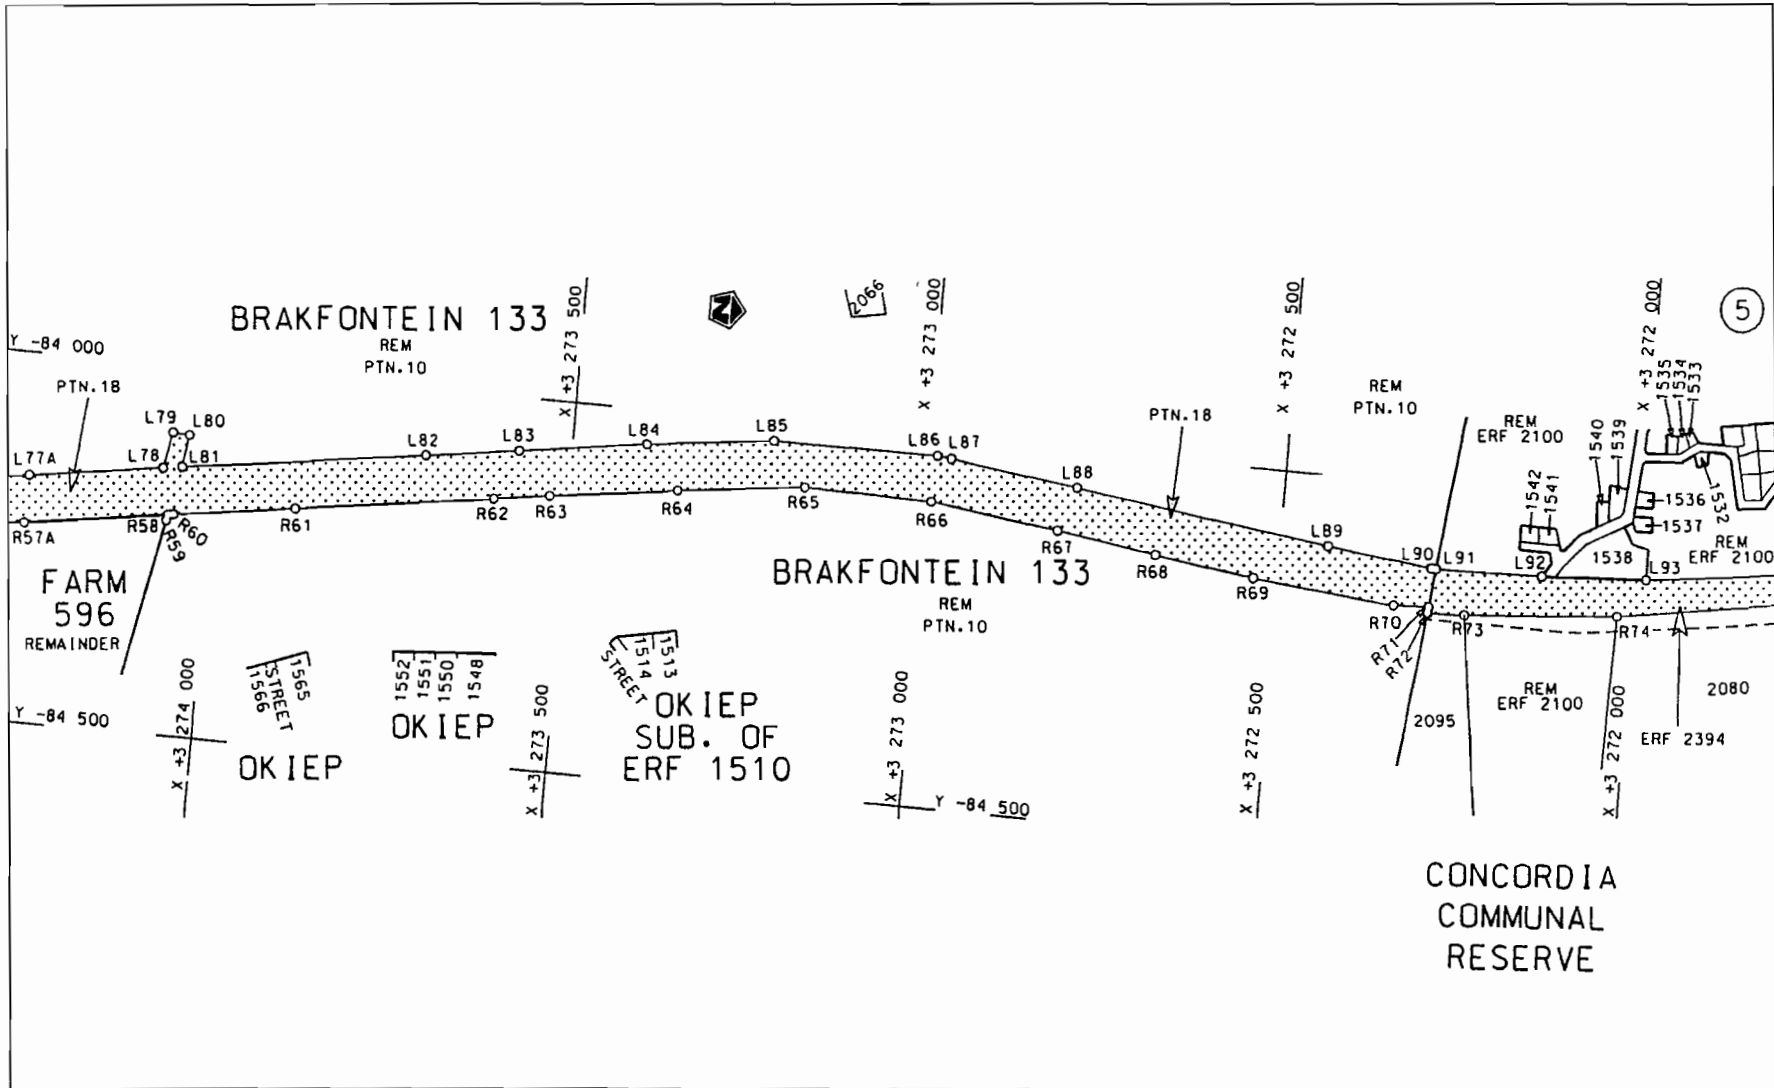 BRAKFONTEIN 133
REM
PTN.10
X +3 273 500
N
2066
X +3 273 000
X +3 272 500
X +3 272 000
5
Y -84 000
PTN.18
REM
PTN.10
PTN.18
REM
ERF 2100
1535
1534
1533
1540
1539
1542
1541
1532
1536
1537
1538
REM
ERF 2100
L77A
L78
L79
L80
L81
L82
L83
L84
L85
L86
L87
L88
L89
L90
L91
L92
L93
R57A
R58
R59
R60
R61
R62
R63
R64
R65
R66
R67
R68
R69
R70
R71
R72
R73
R74
FARM
596
REMAINDER
BRAKFONTEIN 133
REM
PTN.10
Y -84 500
X +3 274 000
1566
STREET
1565
OKIEP
1552
1551
1550
1548
OKIEP
X +3 273 500
STREET
1514
1513
OKIEP
SUB. OF
ERF 1510
X +3 273 000
Y -84 500
X +3 272 500
2095
REM
ERF 2100
X +3 272 000
ERF 2394
2080
CONCORDIA
COMMUNAL
RESERVE